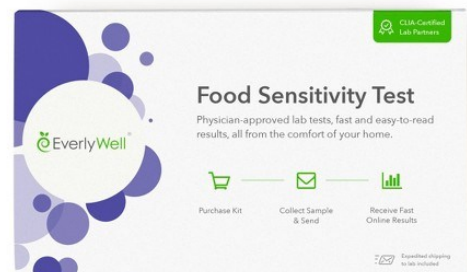 CLIA-Certified
Lab Partners
Food Sensitivity Test
Physician-approved lab tests, fast and easy-to-read
results, all from the comfort of your home.
EverlyWell
Purchase Kit
Collect Sample
& Send
Receive Fast
Online Results
Expedited shipping
to lab included